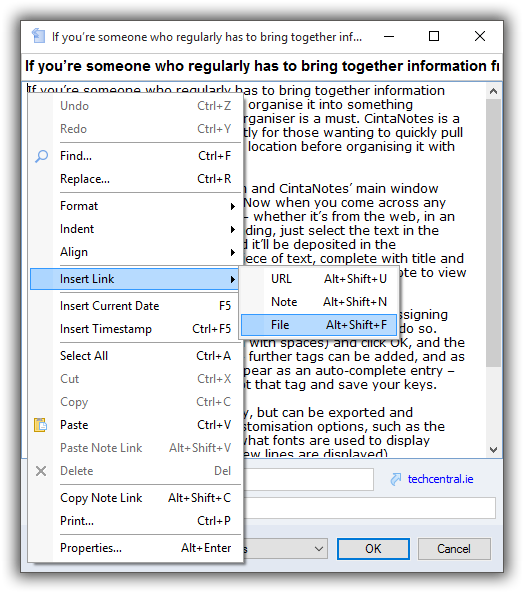 If you're someone who regularly has to bring together inf...
If you're someone who regularly has to bring together information fr
If you're someone who regularly has to bring together information
organise it into something
organiser is a must. CintaNotes is a
tly for those wanting to quickly pull
location before organising it with
Undo Ctrl+Z
Redo Ctrl+Y
Find... Ctrl+F
Replace... Ctrl+R
Format
Indent
Align
Insert Link
Insert Current Date F5
Insert Timestamp Ctrl+F5
Select All Ctrl+A
Cut Ctrl+X
Copy Ctrl+C
Paste Ctrl+V
Paste Note Link Alt+Shift+V
Delete Del
Copy Note Link Alt+Shift+C
Print... Ctrl+P
Properties... Alt+Enter
n and CintaNotes' main window
Now when you come across any
– whether it's from the web, in an
ding, just select the text in the
d it'll be deposited in the
iece of text, complete with title and
ote to view
URL Alt+Shift+U
Note Alt+Shift+N
File Alt+Shift+F
assigning
do so.
with spaces) and click OK, and the
further tags can be added, and as
pear as an auto-complete entry –
pt that tag and save your keys.
y, but can be exported and
stomisation options, such as the
what fonts are used to display
ew lines are displayed)
techcentral.ie
s
OK
Cancel